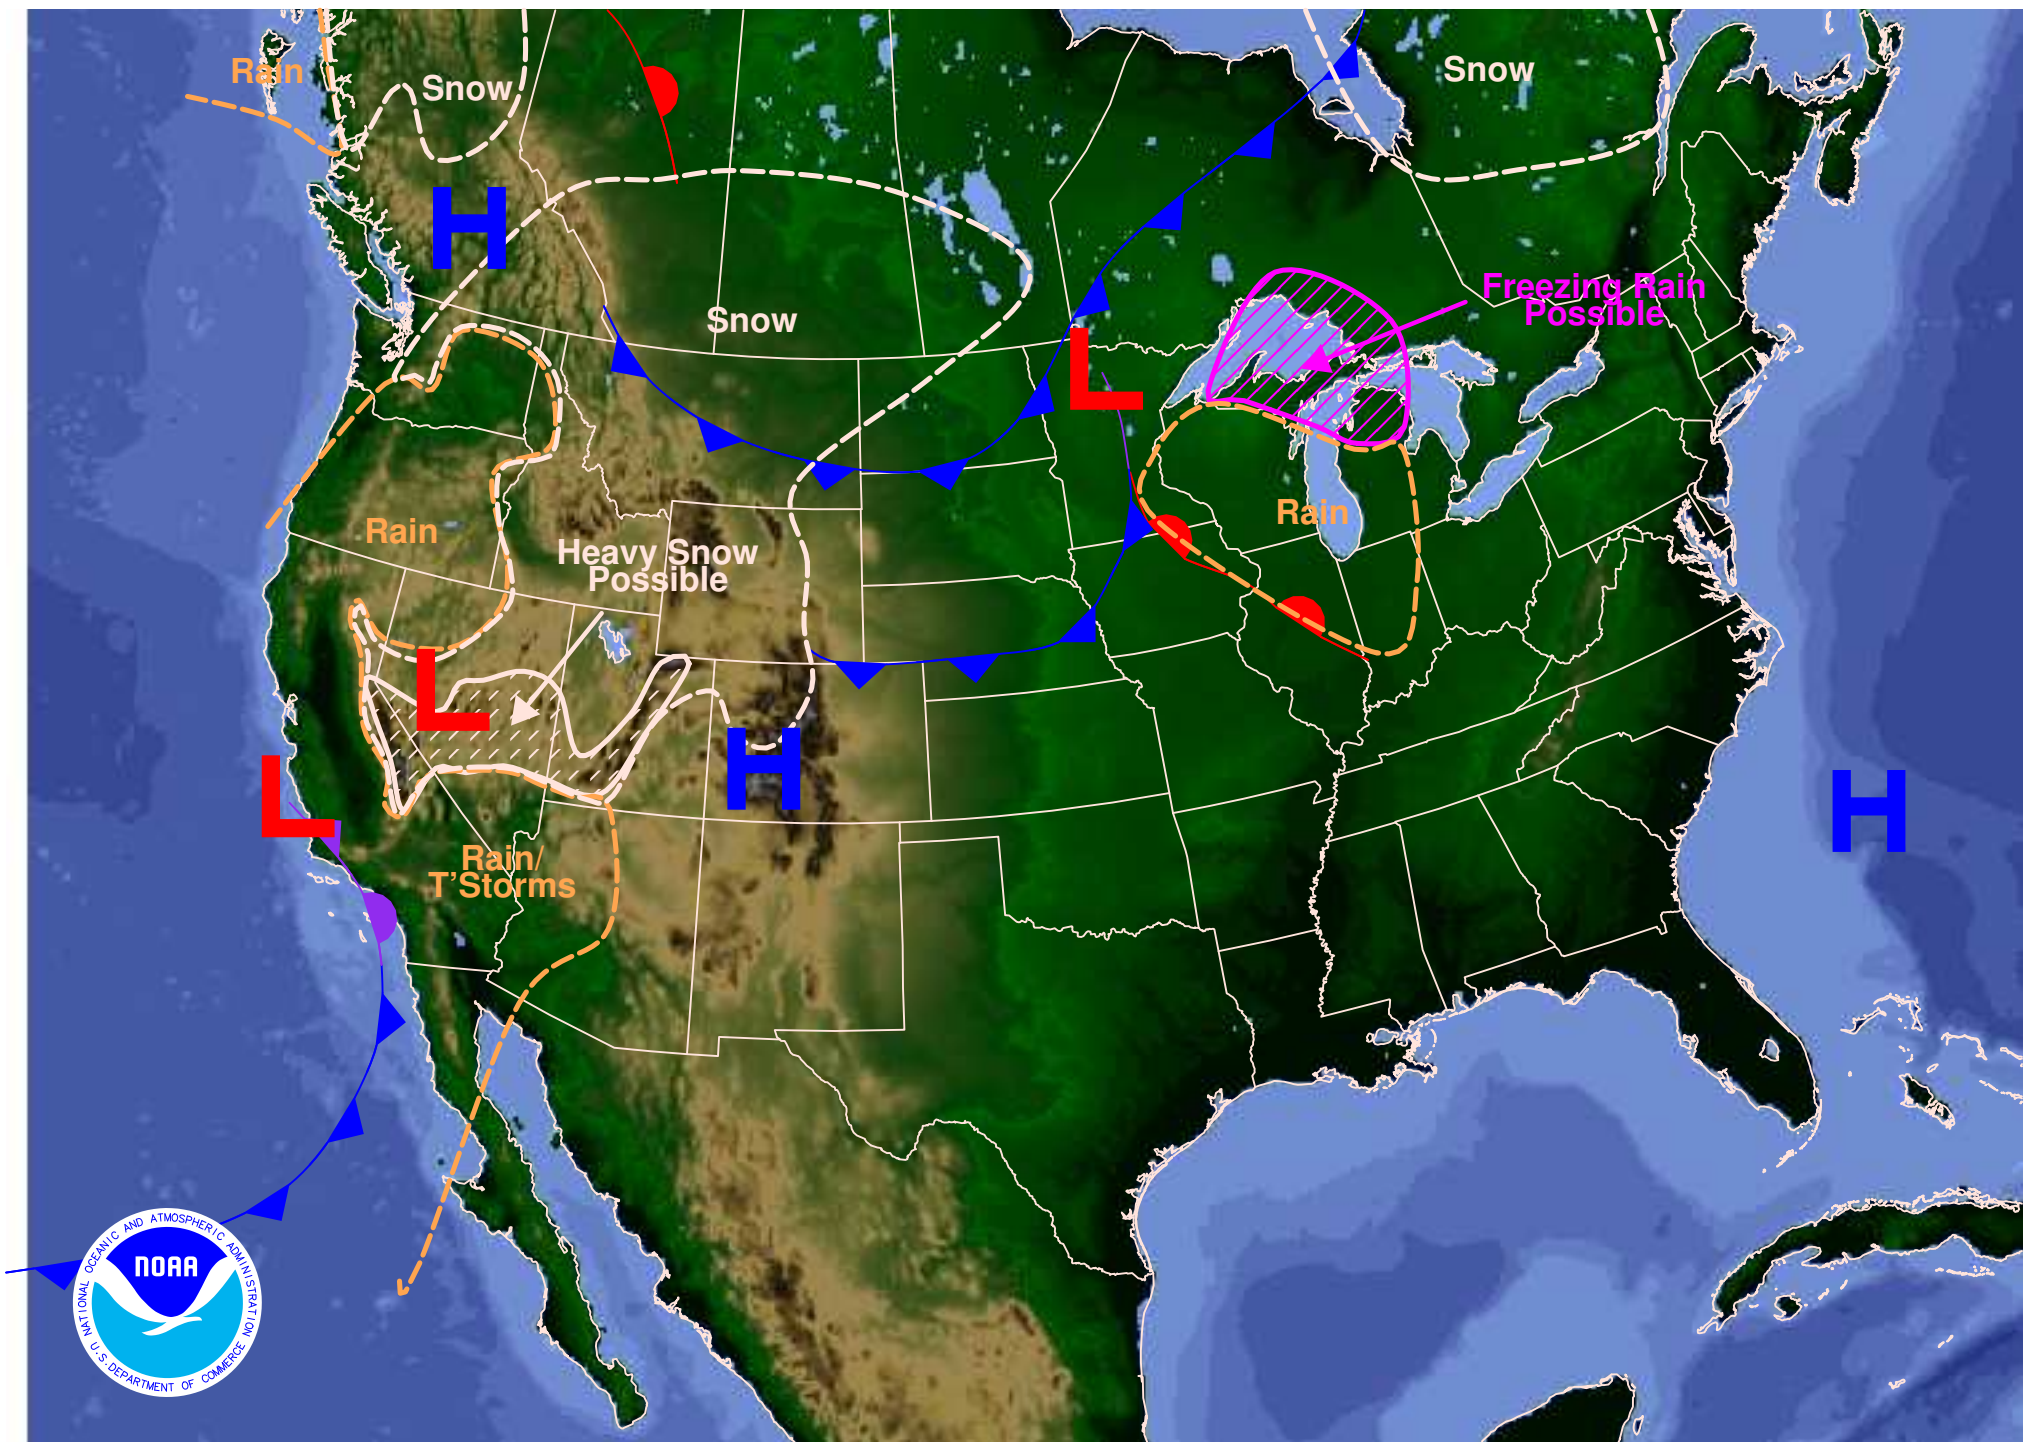 Rain
Snow
Snow
H
Snow
Freezing Rain
Possible
L
Rain
Rain
Heavy Snow
Possible
L
H
L
H
Rain/
T'Storms
NATIONAL OCEANIC AND ATMOSPHERIC ADMINISTRATION
NOAA
U.S. DEPARTMENT OF COMMERCE